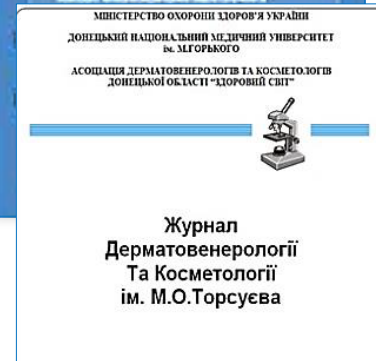 МІНІСТЕРСТВО ОХОРОНИ ЗДОРОВ'Я УКРАЇНИ
ДОНЕЦЬКИЙ НАЦІОНАЛЬНИЙ МЕДИЧНИЙ УНІВЕРСИТЕТ
ім. М.ГОРЬКОГО
АСОЦІАЦІЯ ДЕРМАТОВЕНЕРОЛОГІВ ТА КОСМЕТОЛОГІВ
ДОНЕЦЬКОЇ ОБЛАСТІ "ЗДОРОВИЙ СВІТ"
Журнал
Дерматовенерології
Та Косметології
ім. М.О.Торсуєва